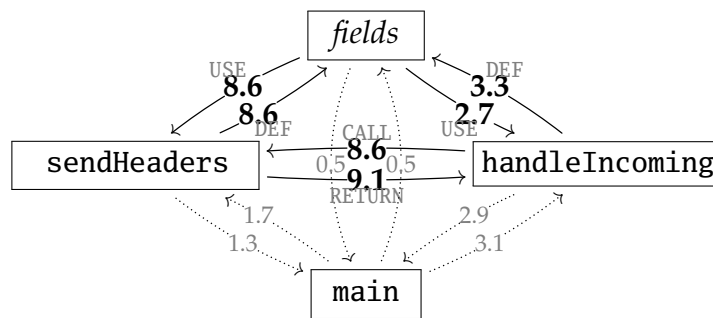 fields
USE
DEF
8.6
3.3
8.6
2.7
DEF
USE
CALL
8.6
sendHeaders
0.5
0.5
handleIncoming
9.1
RETURN
1.7
2.9
1.3
3.1
main